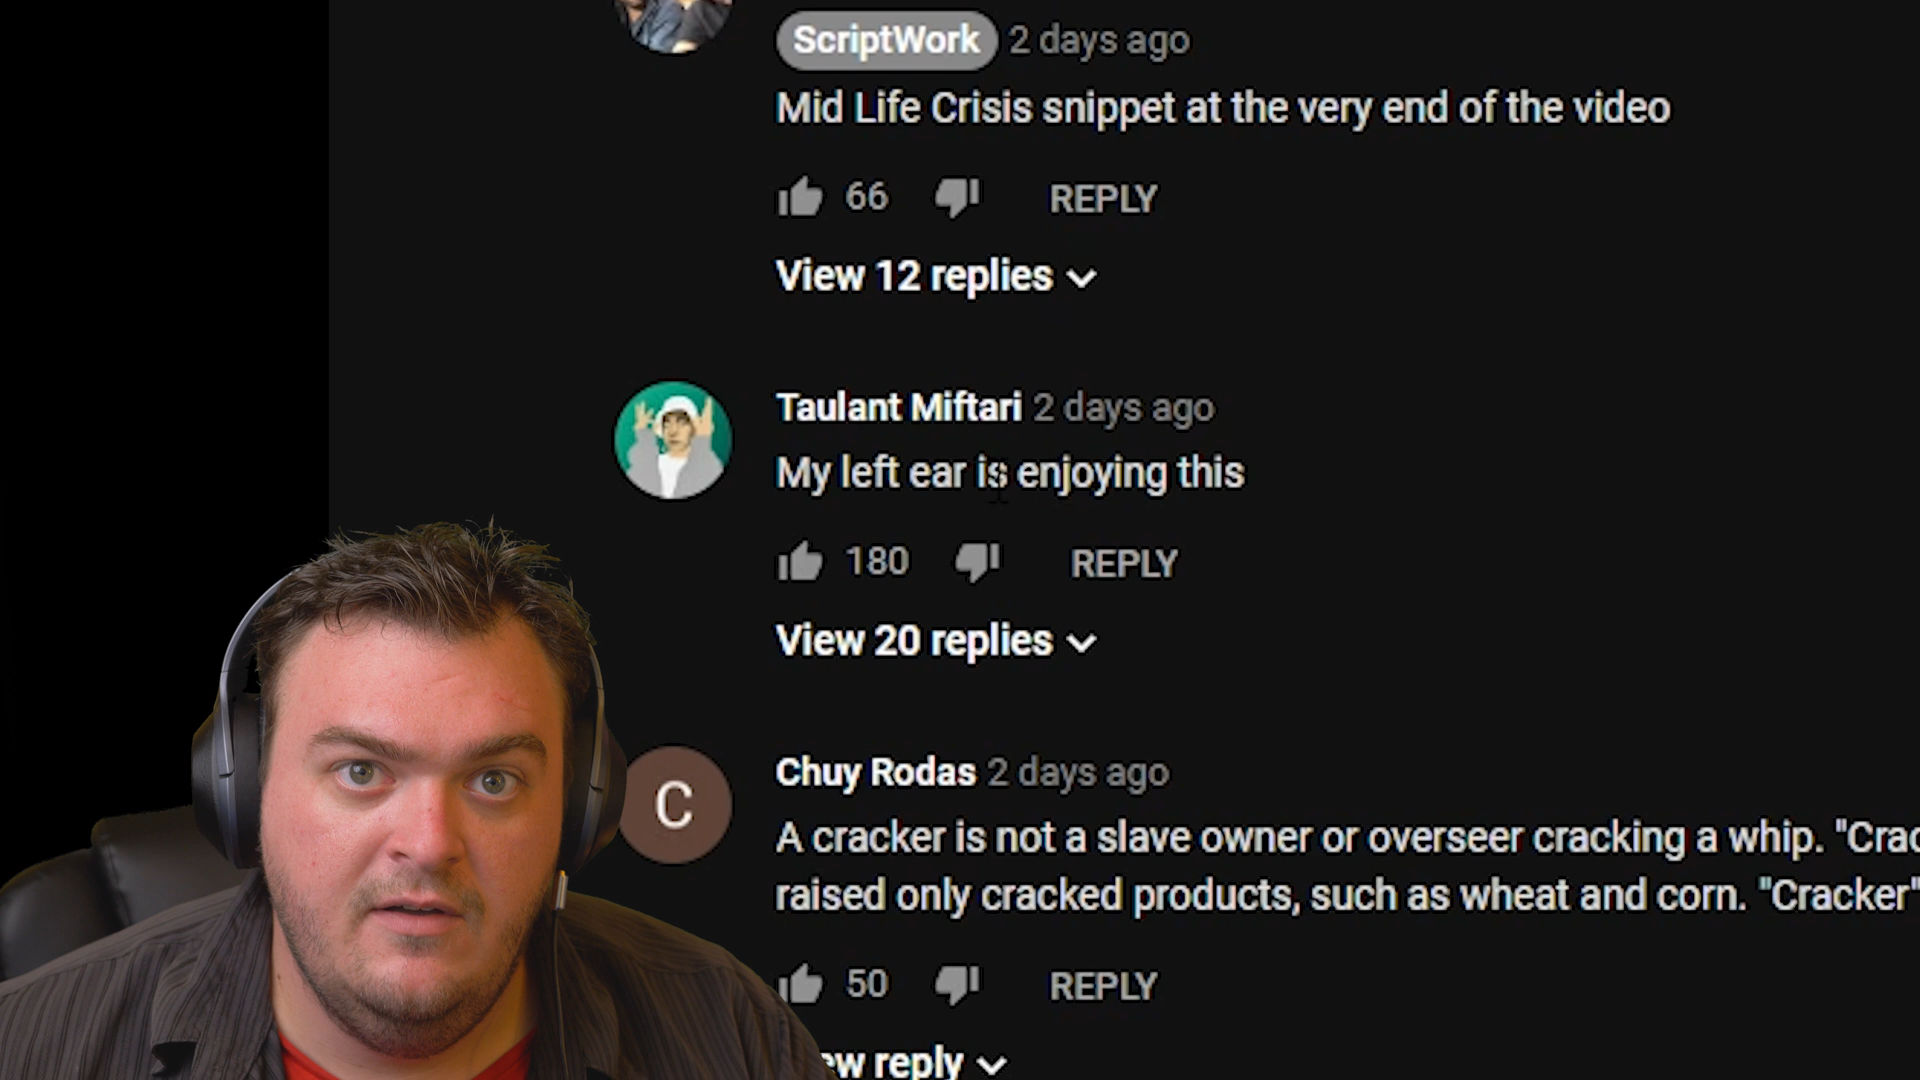 ScriptWork 2 days ago
Mid Life Crisis snippet at the very end of the video
66 REPLY
View 12 replies
Taulant Miftari 2 days ago
My left ear is enjoying this
180 REPLY
View 20 replies
C
Chuy Rodas 2 days ago
A cracker is not a slave owner or overseer cracking a whip.
raised only cracked products, such as wheat and corn. "Cracker"
50 REPLY
reply